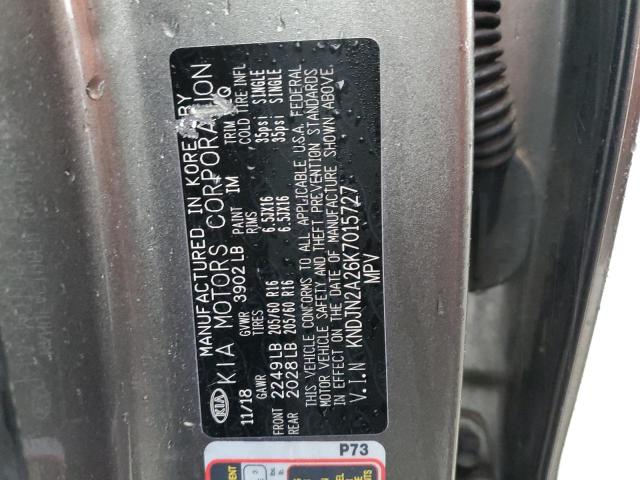 MANUFACTURED IN KOREA BY
KIA KIA MOTORS CORPORATION
11/18 GVWR 3902LB PAINT IM TRIM
GAWR TIRES RIMS COLD TIRE INFL
FRONT 2249LB 205/60 R16 6.5JX16 35psi SINGLE
REAR 2028LB 205/60 R16 6.5JX16 35psi SINGLE
THIS VEHICLE CONFORMS TO ALL APPLICABLE U.S.A. FEDERAL
MOTOR VEHICLE SAFETY AND THEFT PREVENTION STANDARDS
IN EFFECT ON THE DATE OF MANUFACTURE SHOWN ABOVE.
V.I.N KNDJN2A26K7015727
MPV
P73